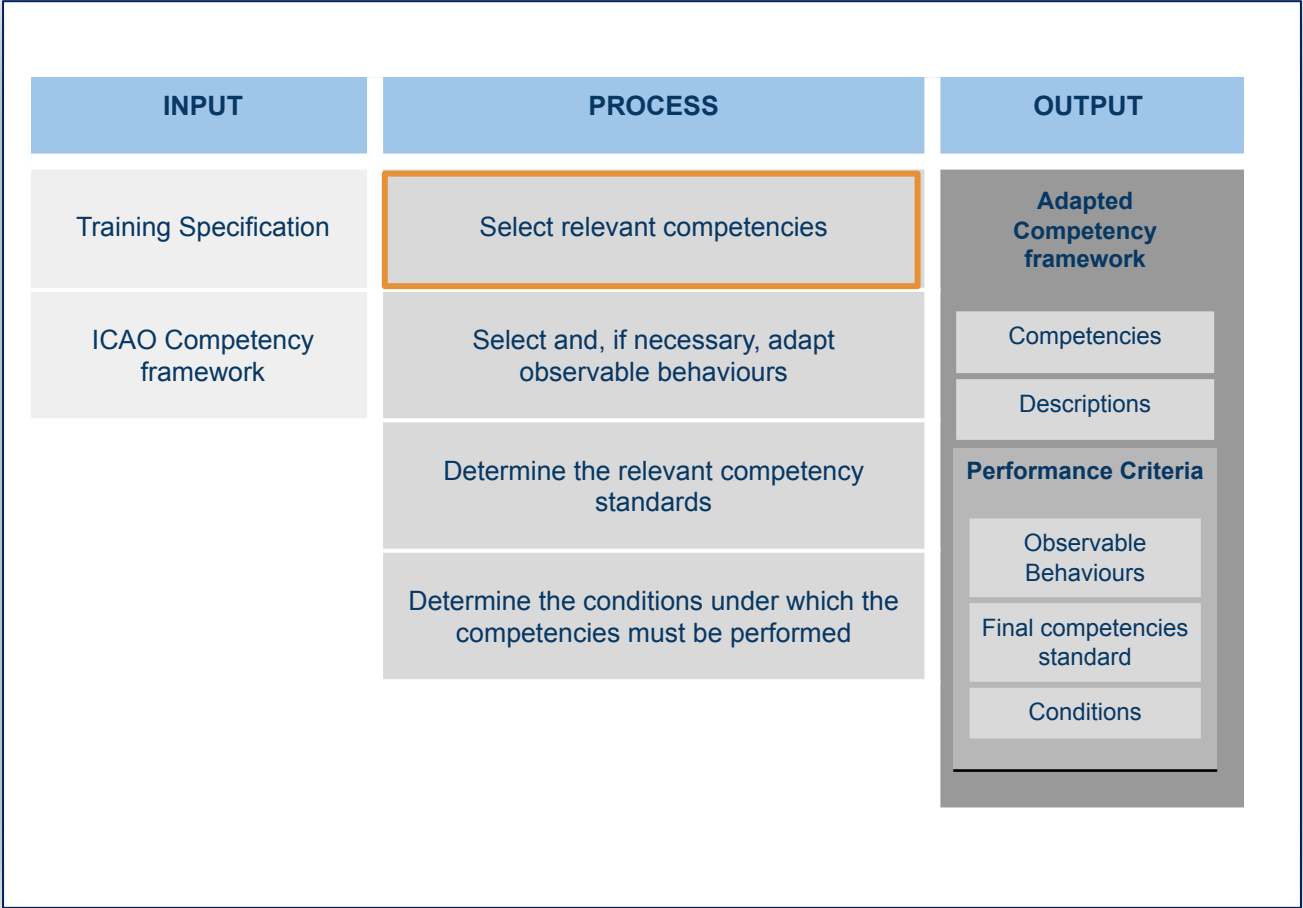 INPUT
PROCESS
OUTPUT
Training Specification
Select relevant competencies
Adapted
Competency
framework
ICAO Competency
framework
Select and, if necessary, adapt
observable behaviours
Competencies
Descriptions
Determine the relevant competency
standards
Performance Criteria
Observable
Behaviours
Determine the conditions under which the
competencies must be performed
Final competencies
standard
Conditions